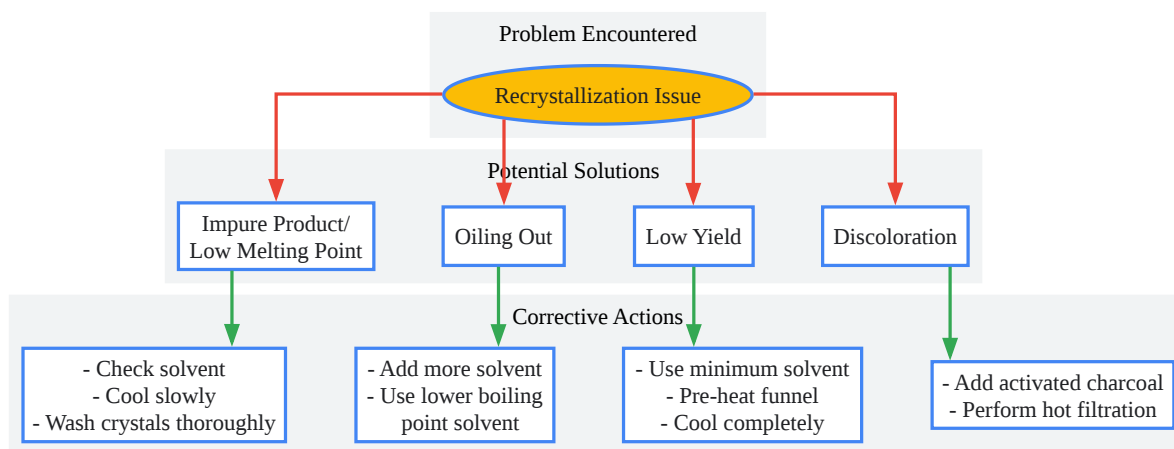 Problem Encountered
Recrystallization Issue
Potential Solutions
Impure Product/
Low Melting Point
Oiling Out
Low Yield
Discoloration
Corrective Actions
- Check solvent
- Cool slowly
- Wash crystals thoroughly
- Add more solvent
- Use lower boiling
point solvent
- Use minimum solvent
- Pre-heat funnel
- Cool completely
- Add activated charcoal
- Perform hot filtration